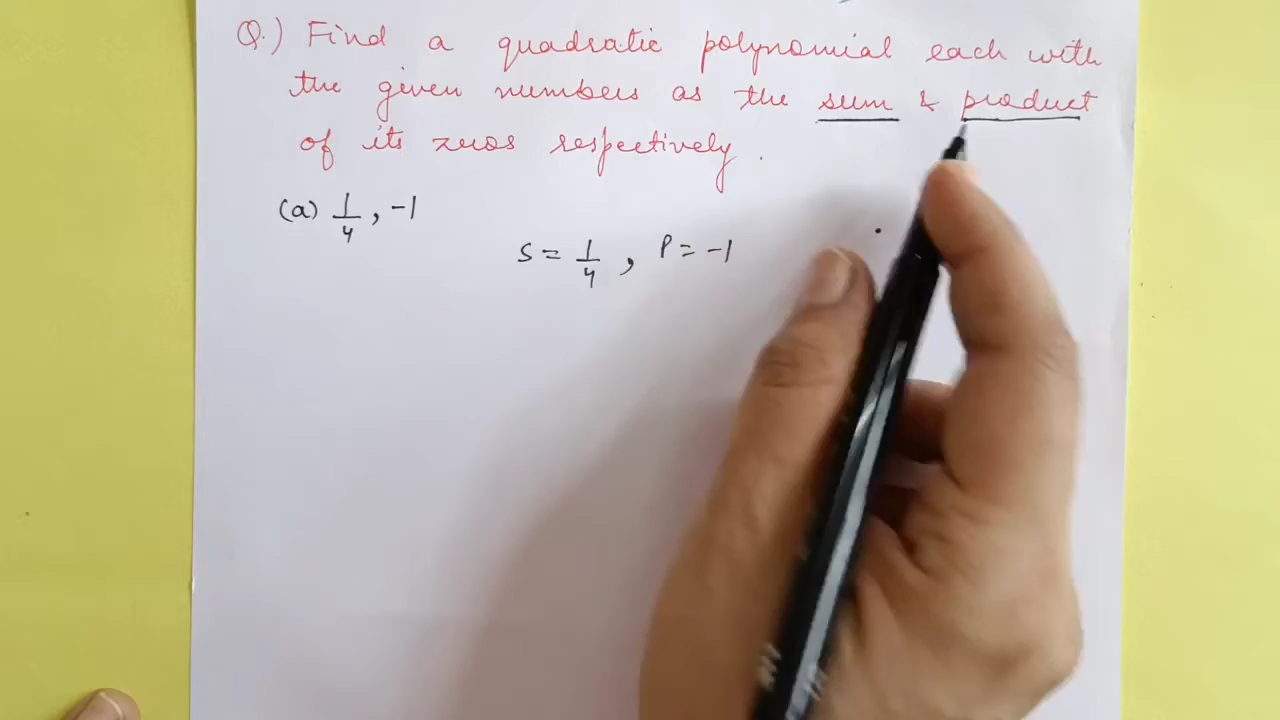 Q.) Find a quadratic polynomial each with
the given numbers as the sum & product
of its zeros respectively.
(a) 1/4, -1
S = 1/4, P = -1